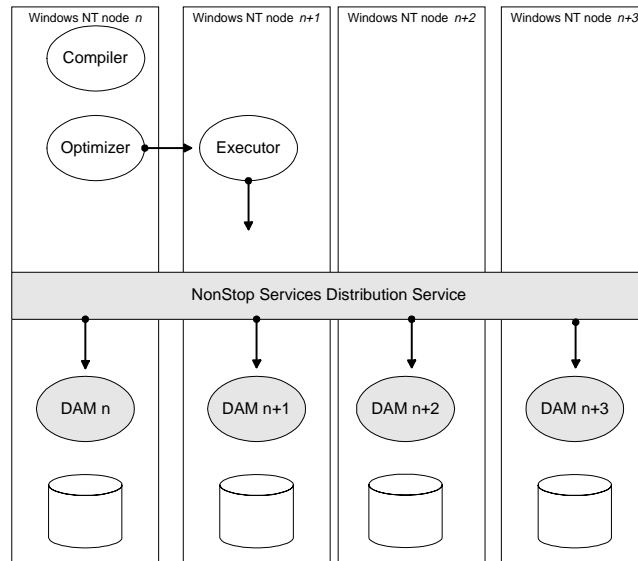 Windows NT node n
Windows NT node n+1
Windows NT node n+2
Windows NT node n+3
Compiler
Optimizer
Executor
NonStop Services Distribution Service
DAM n
DAM n+1
DAM n+2
DAM n+3